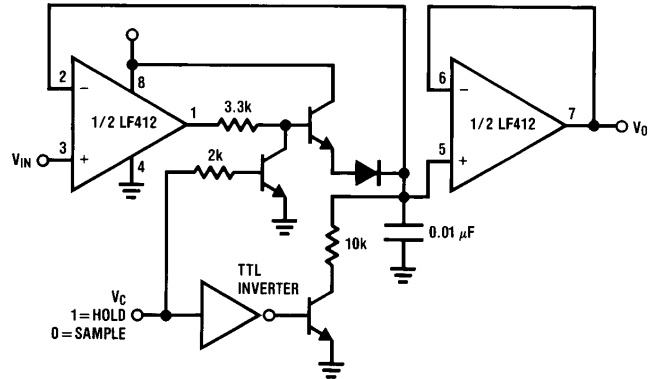 2
3
8
4
1
1/2 LF412
3.3k
2k
V_IN
6
5
7
1/2 LF412
V_O
10k
0.01 μF
TTL
INVERTER
V_C
1 = HOLD
0 = SAMPLE
−
+
−
+